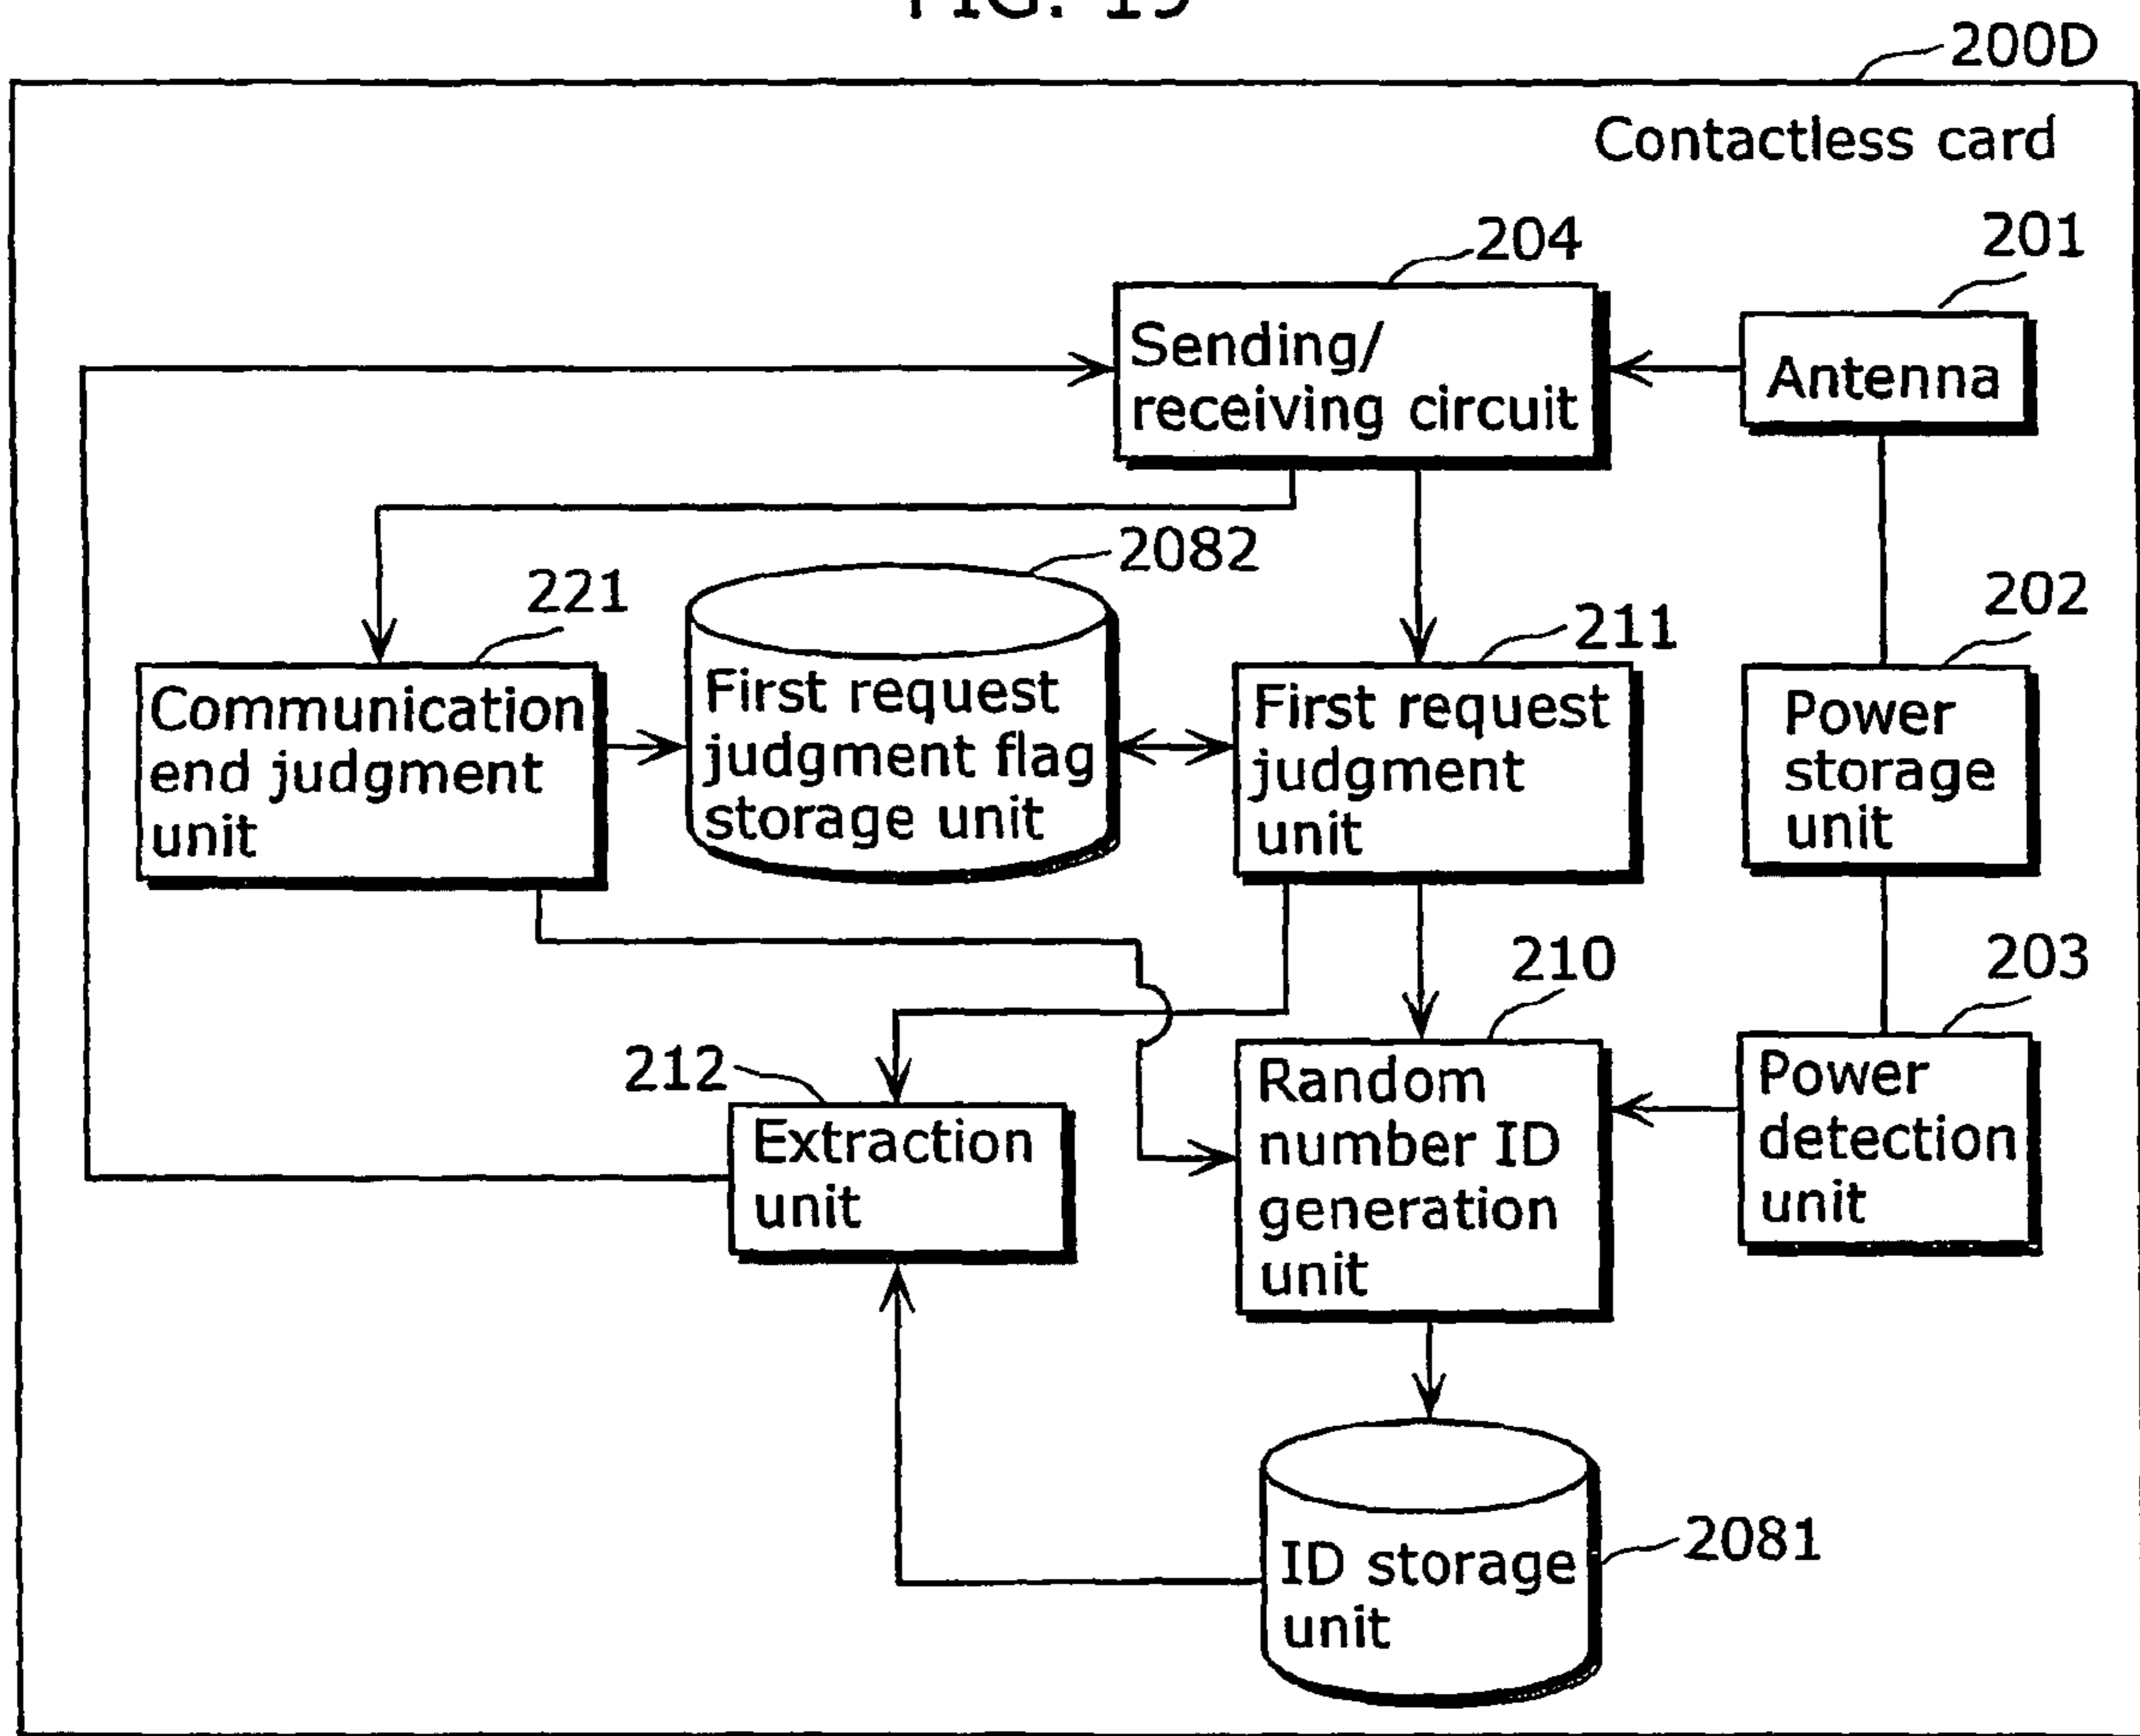 FIG. 19
200D
Contactless card
204
201
Sending/
receiving circuit
Antenna
2082
221
211
202
Communication
end judgment
unit
First request
judgment flag
storage unit
First request
judgment
unit
Power
storage
unit
210
203
212
Extraction
unit
Random
number ID
generation
unit
Power
detection
unit
2081
ID storage
unit